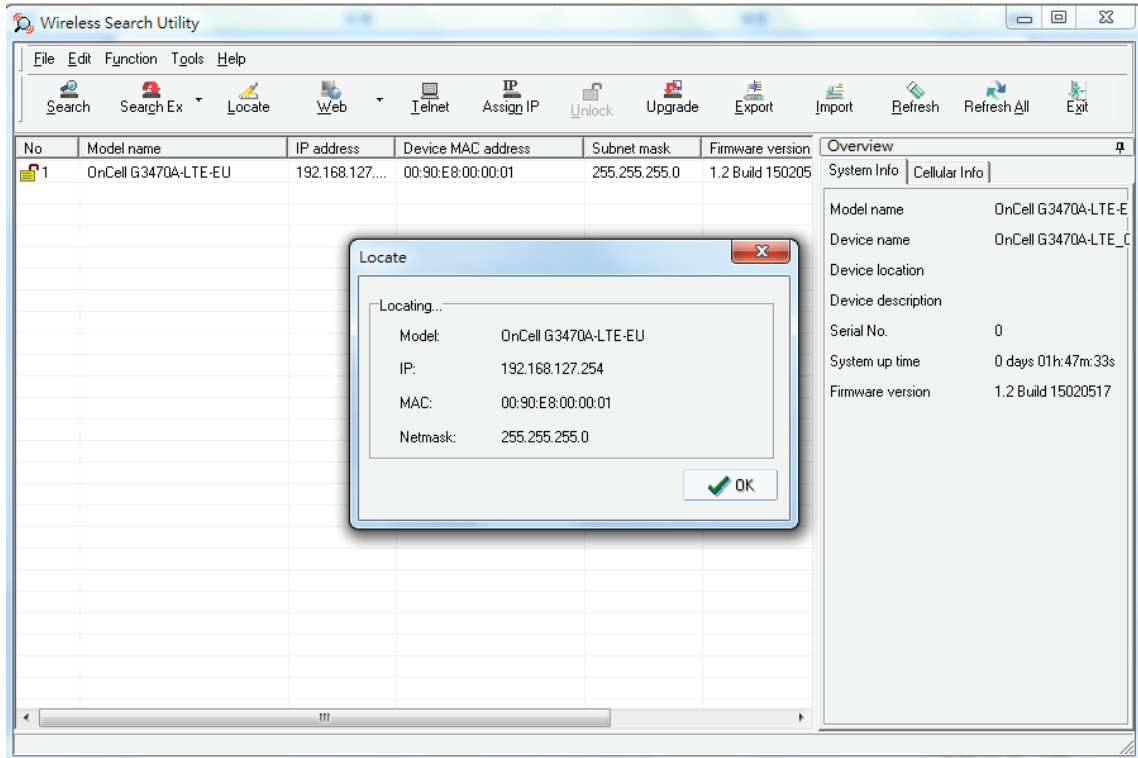 Wireless Search Utility
File Edit Function Tools Help
Search Search Ex Locate Web Telnet Assign IP Unlock Upgrade Export Import Refresh Refresh All Exit
No Model name IP address Device MAC address Subnet mask Firmware version
1 OnCell G3470A-LTE-EU 192.168.127.... 00:90:E8:00:00:01 255.255.255.0 1.2 Build 150205
Overview
System Info Cellular Info
Model name OnCell G3470A-LTE-E
Device name OnCell G3470A-LTE_C
Device location
Device description
Serial No. 0
System up time 0 days 01h:47m:33s
Firmware version 1.2 Build 15020517
Locate
Locating...
Model: OnCell G3470A-LTE-EU
IP: 192.168.127.254
MAC: 00:90:E8:00:00:01
Netmask: 255.255.255.0
OK